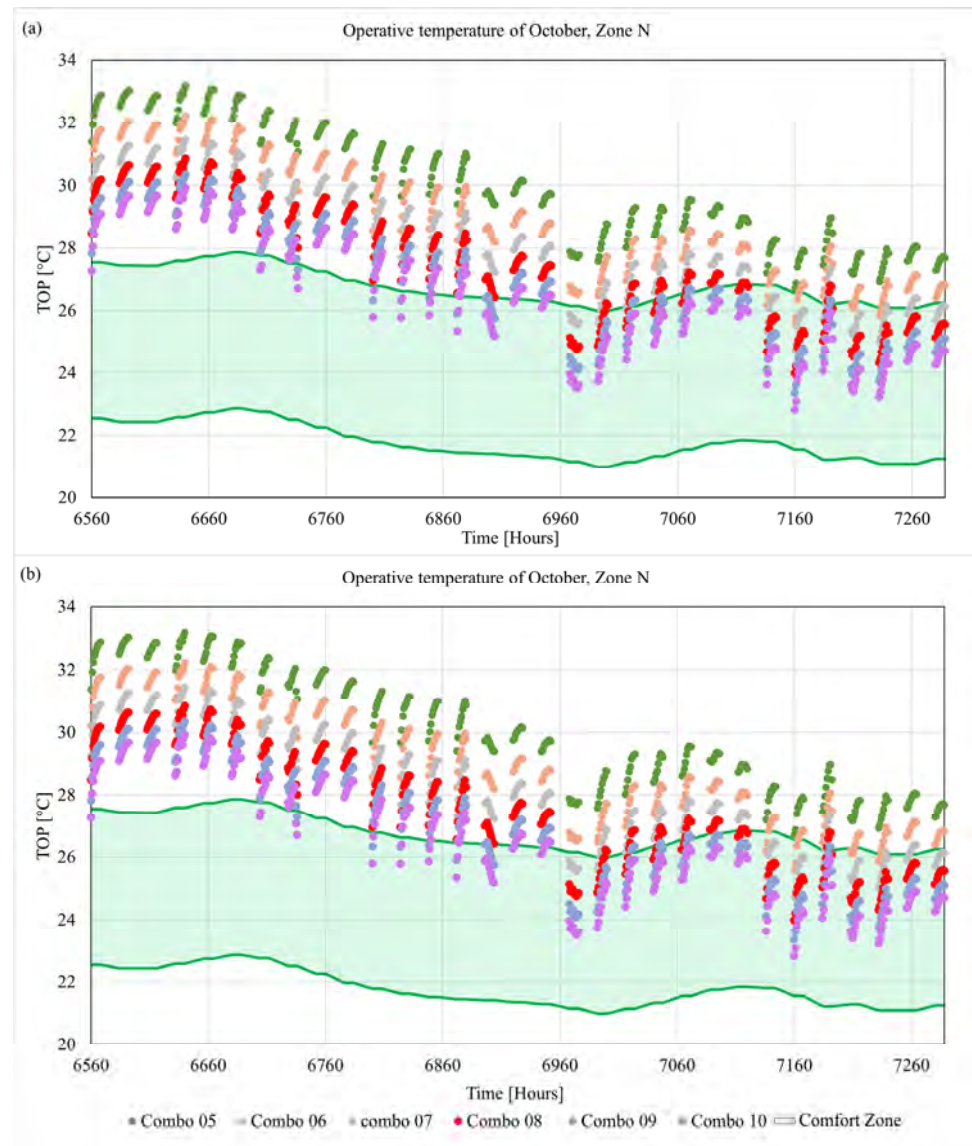 (a)
Operative temperature of October, Zone N
34
32
30
28
26
24
22
20
TOP [°C]
6560 6660 6760 6860 6960 7060 7160 7260
Time [Hours]
(b)
Operative temperature of October, Zone N
34
32
30
28
26
24
22
20
TOP [°C]
6560 6660 6760 6860 6960 7060 7160 7260
Time [Hours]
Combo 05 Combo 06 combo 07 Combo 08 Combo 09 Combo 10 Comfort Zone